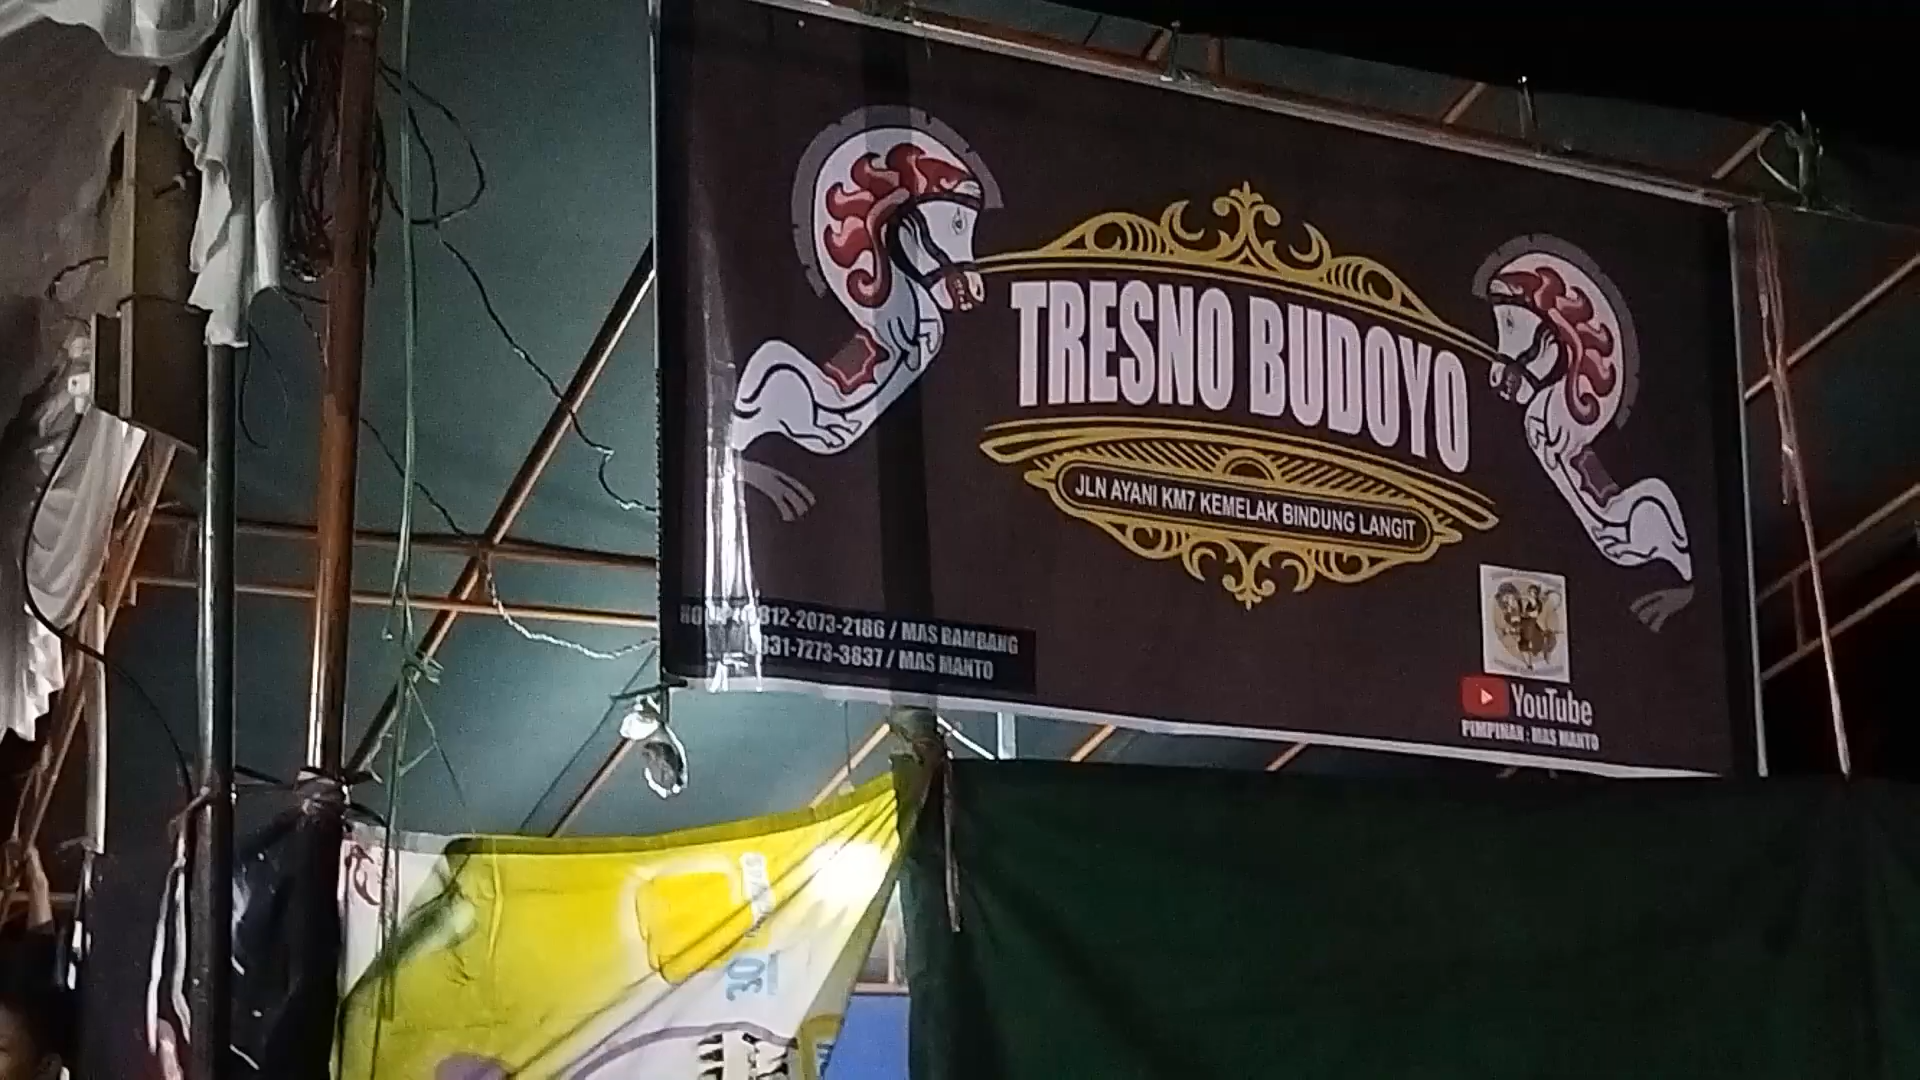 TRESNO BUDOYO
JLN AYANI KM7 KEMELAK BINDUNG LANGIT
0812-2073-2186 / MAS BAMBANG
0831-7273-3837 / MAS MANTO
YouTube
PIMPINAN : MAS MANTO
30